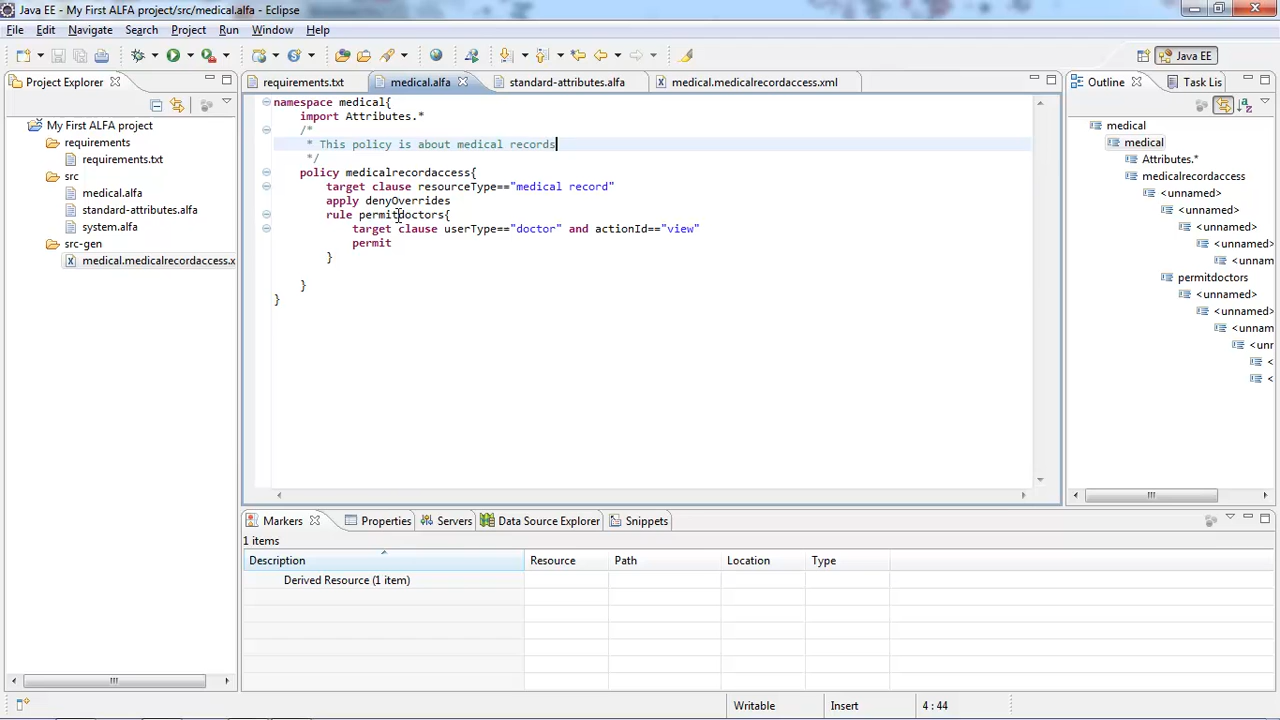 Java EE - My First ALFA project/src/medical.alfa - Eclipse
File Edit Navigate Search Project Run Window Help
Java EE
Project Explorer
requirements.txt
medical.alfa
standard-attributes.alfa
medical.medicalrecordaccess.xml
Outline
Task Lis
My First ALFA project
requirements
requirements.txt
src
medical.alfa
standard-attributes.alfa
system.alfa
src-gen
medical.medicalrecordaccess.x
namespace medical{
import Attributes.*
/*
* This policy is about medical records
*/
policy medicalrecordaccess{
target clause resourceType=="medical record"
apply denyOverrides
rule permitdoctors{
target clause userType=="doctor" and actionId=="view"
permit
}
}
}
medical
medical
Attributes.*
medicalrecordaccess
<unnamed>
<unnamed>
<unnamed>
<unnam
permitdoctors
<unnamed>
<unnamed>
<unnam
<unr
<
<
Markers
Properties
Servers
Data Source Explorer
Snippets
1 items
Description Resource Path Location Type
Derived Resource (1 item)
Writable Insert 4 : 44